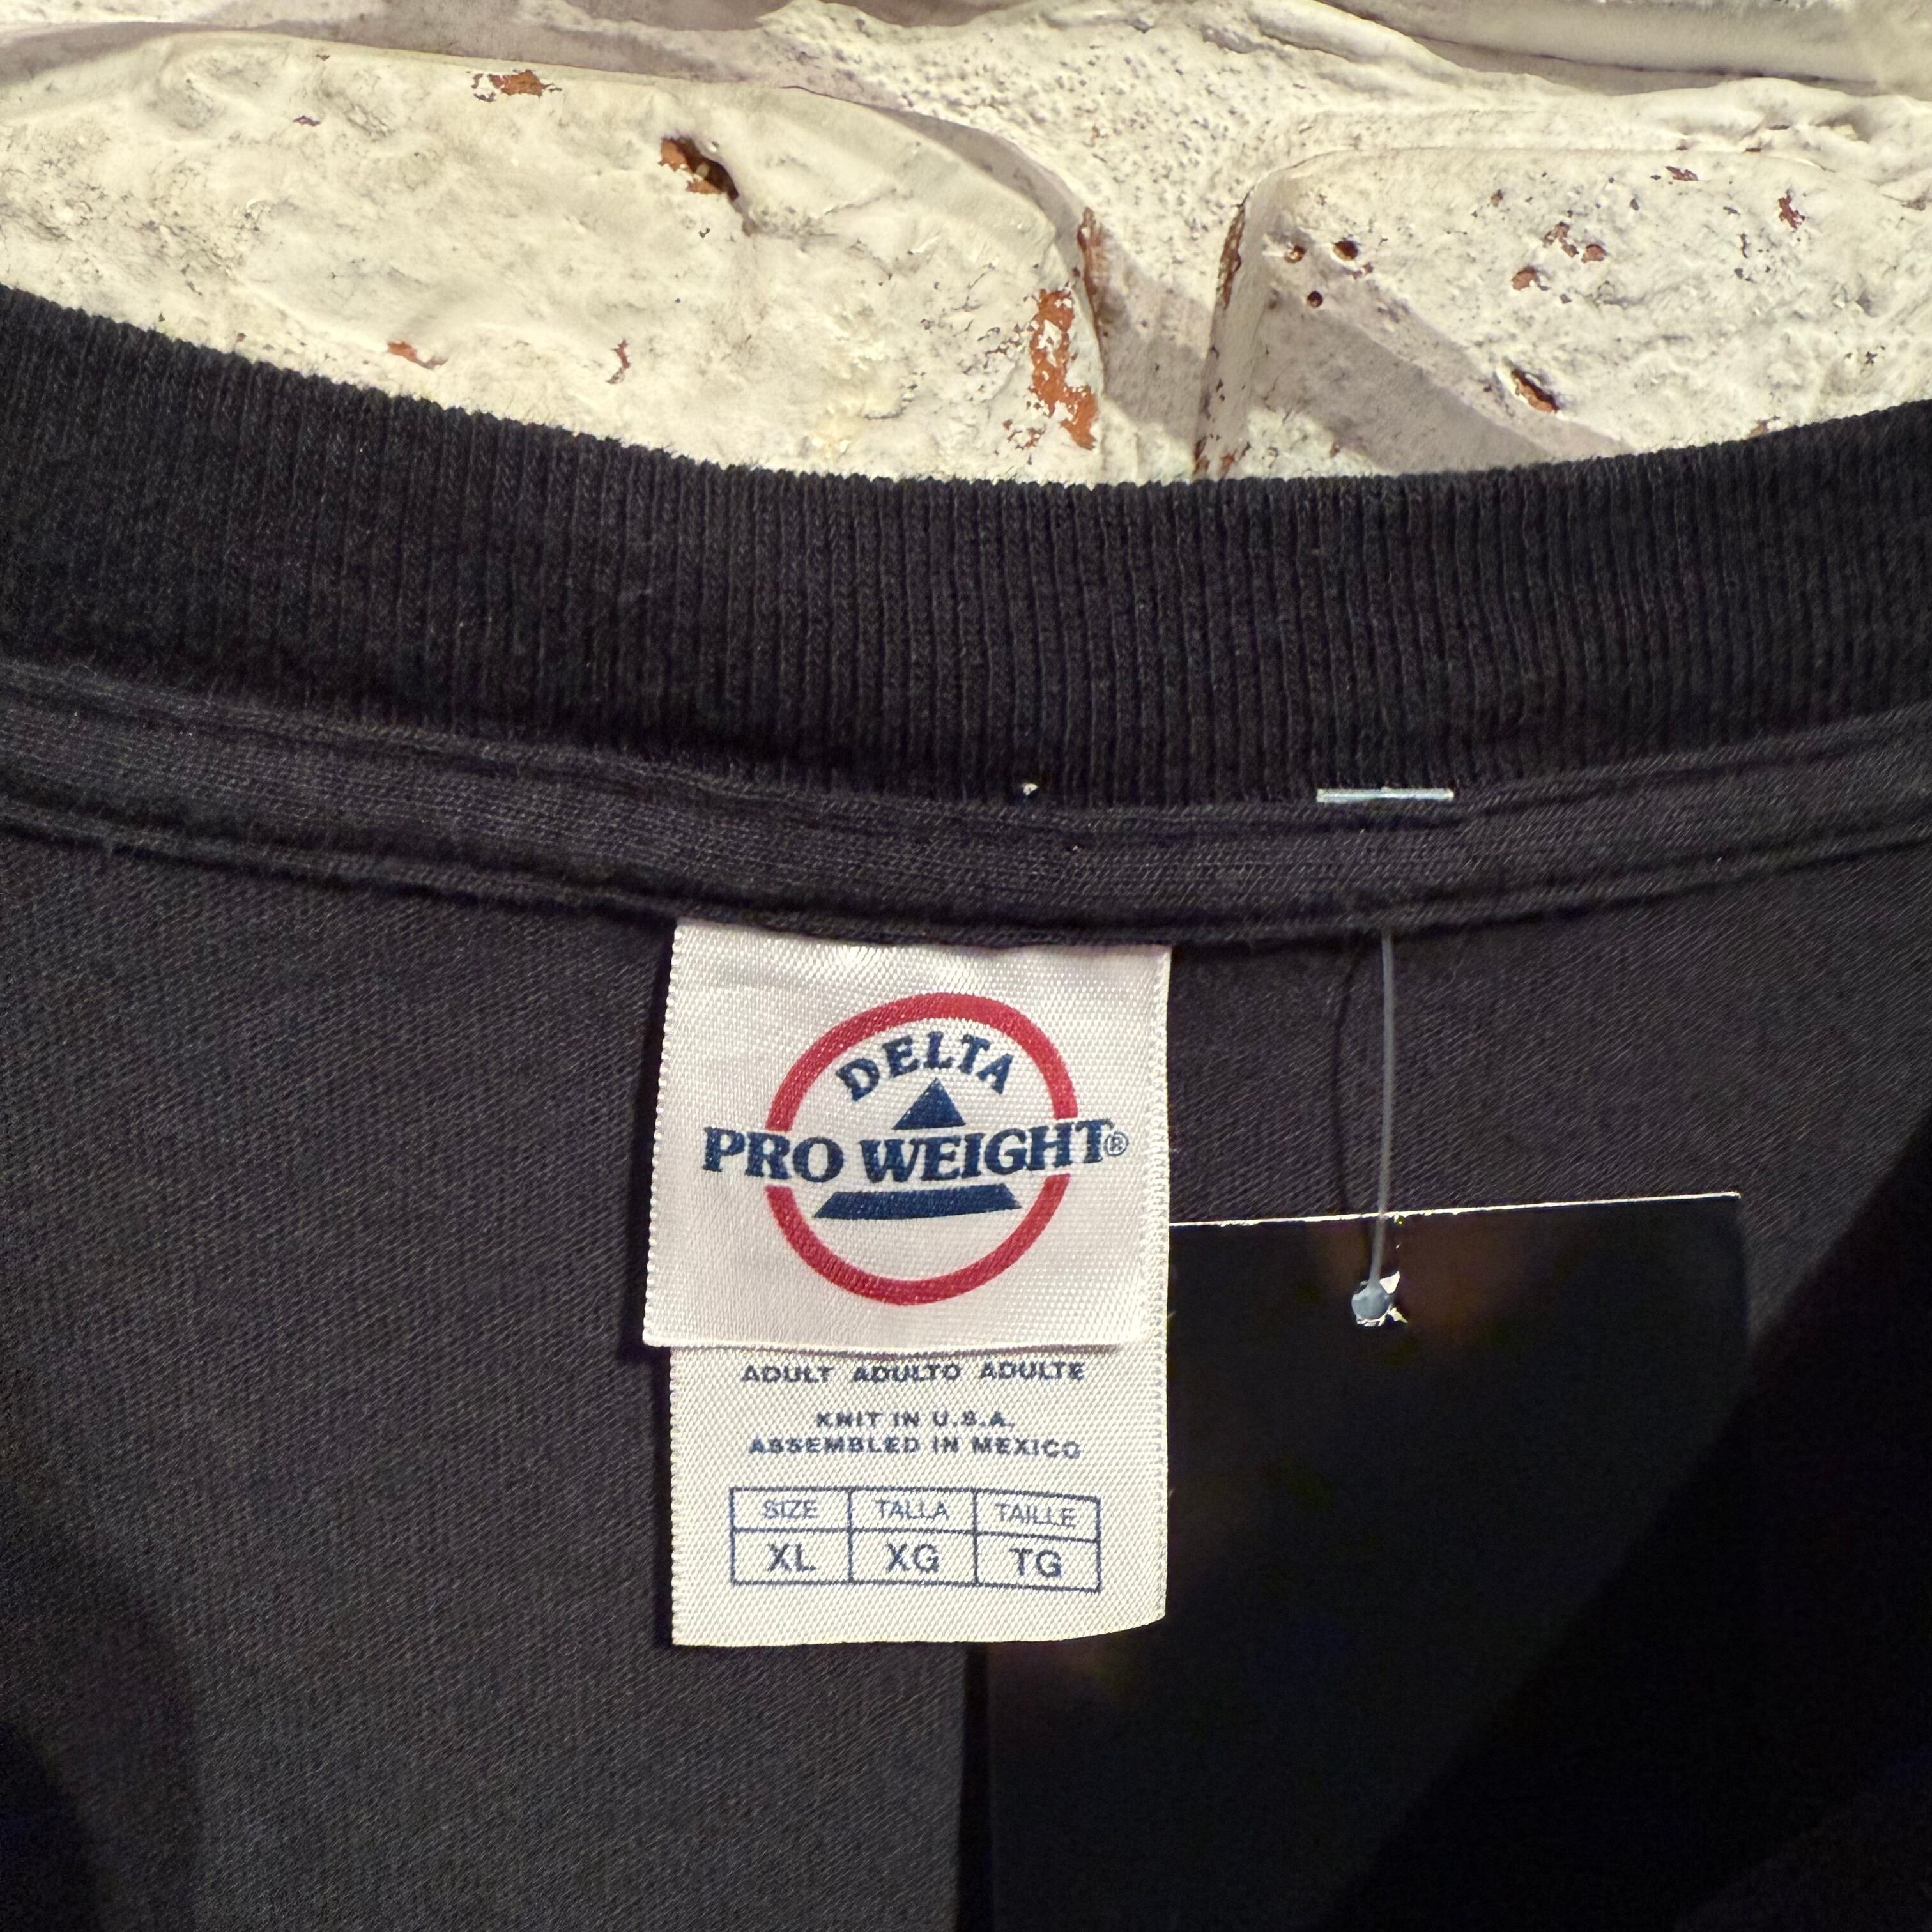 DELTA
PRO WEIGHT®
ADULT ADULTO ADULTE
KNIT IN U.S.A.
ASSEMBLED IN MEXICO
SIZE TALLA TAILLE
XL XG TG